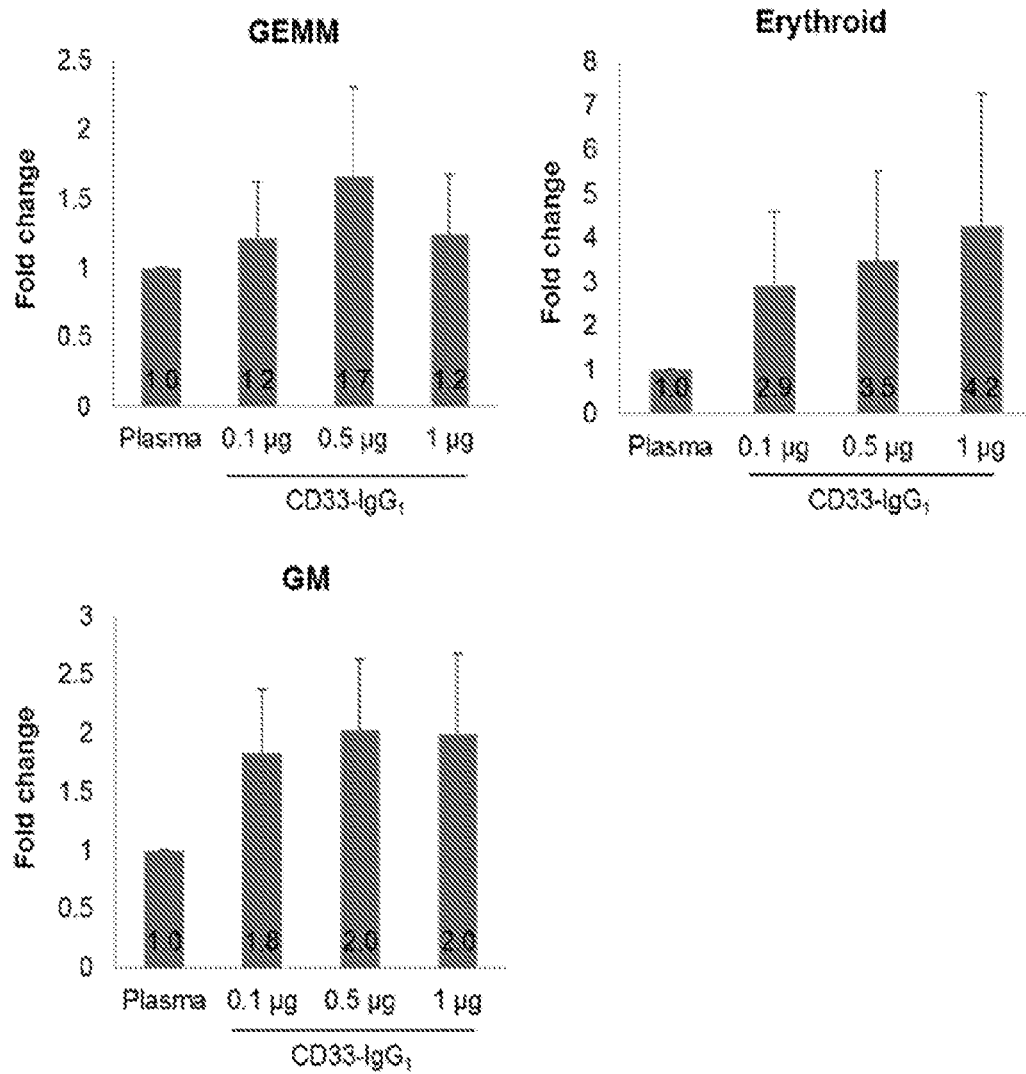 GEMM
Fold change
2.5
2
1.5
1
0.5
0
1.0
1.2
1.7
1.2
Plasma
0.1 µg
0.5 µg
1 µg
CD33-IgG₁
Erythroid
Fold change
8
7
6
5
4
3
2
1
0
1.0
2.9
3.5
4.2
Plasma
0.1 µg
0.5 µg
1 µg
CD33-IgG₁
GM
Fold change
3
2.5
2
1.5
1
0.5
0
1.0
1.8
2.0
2.0
Plasma
0.1 µg
0.5 µg
1 µg
CD33-IgG₁